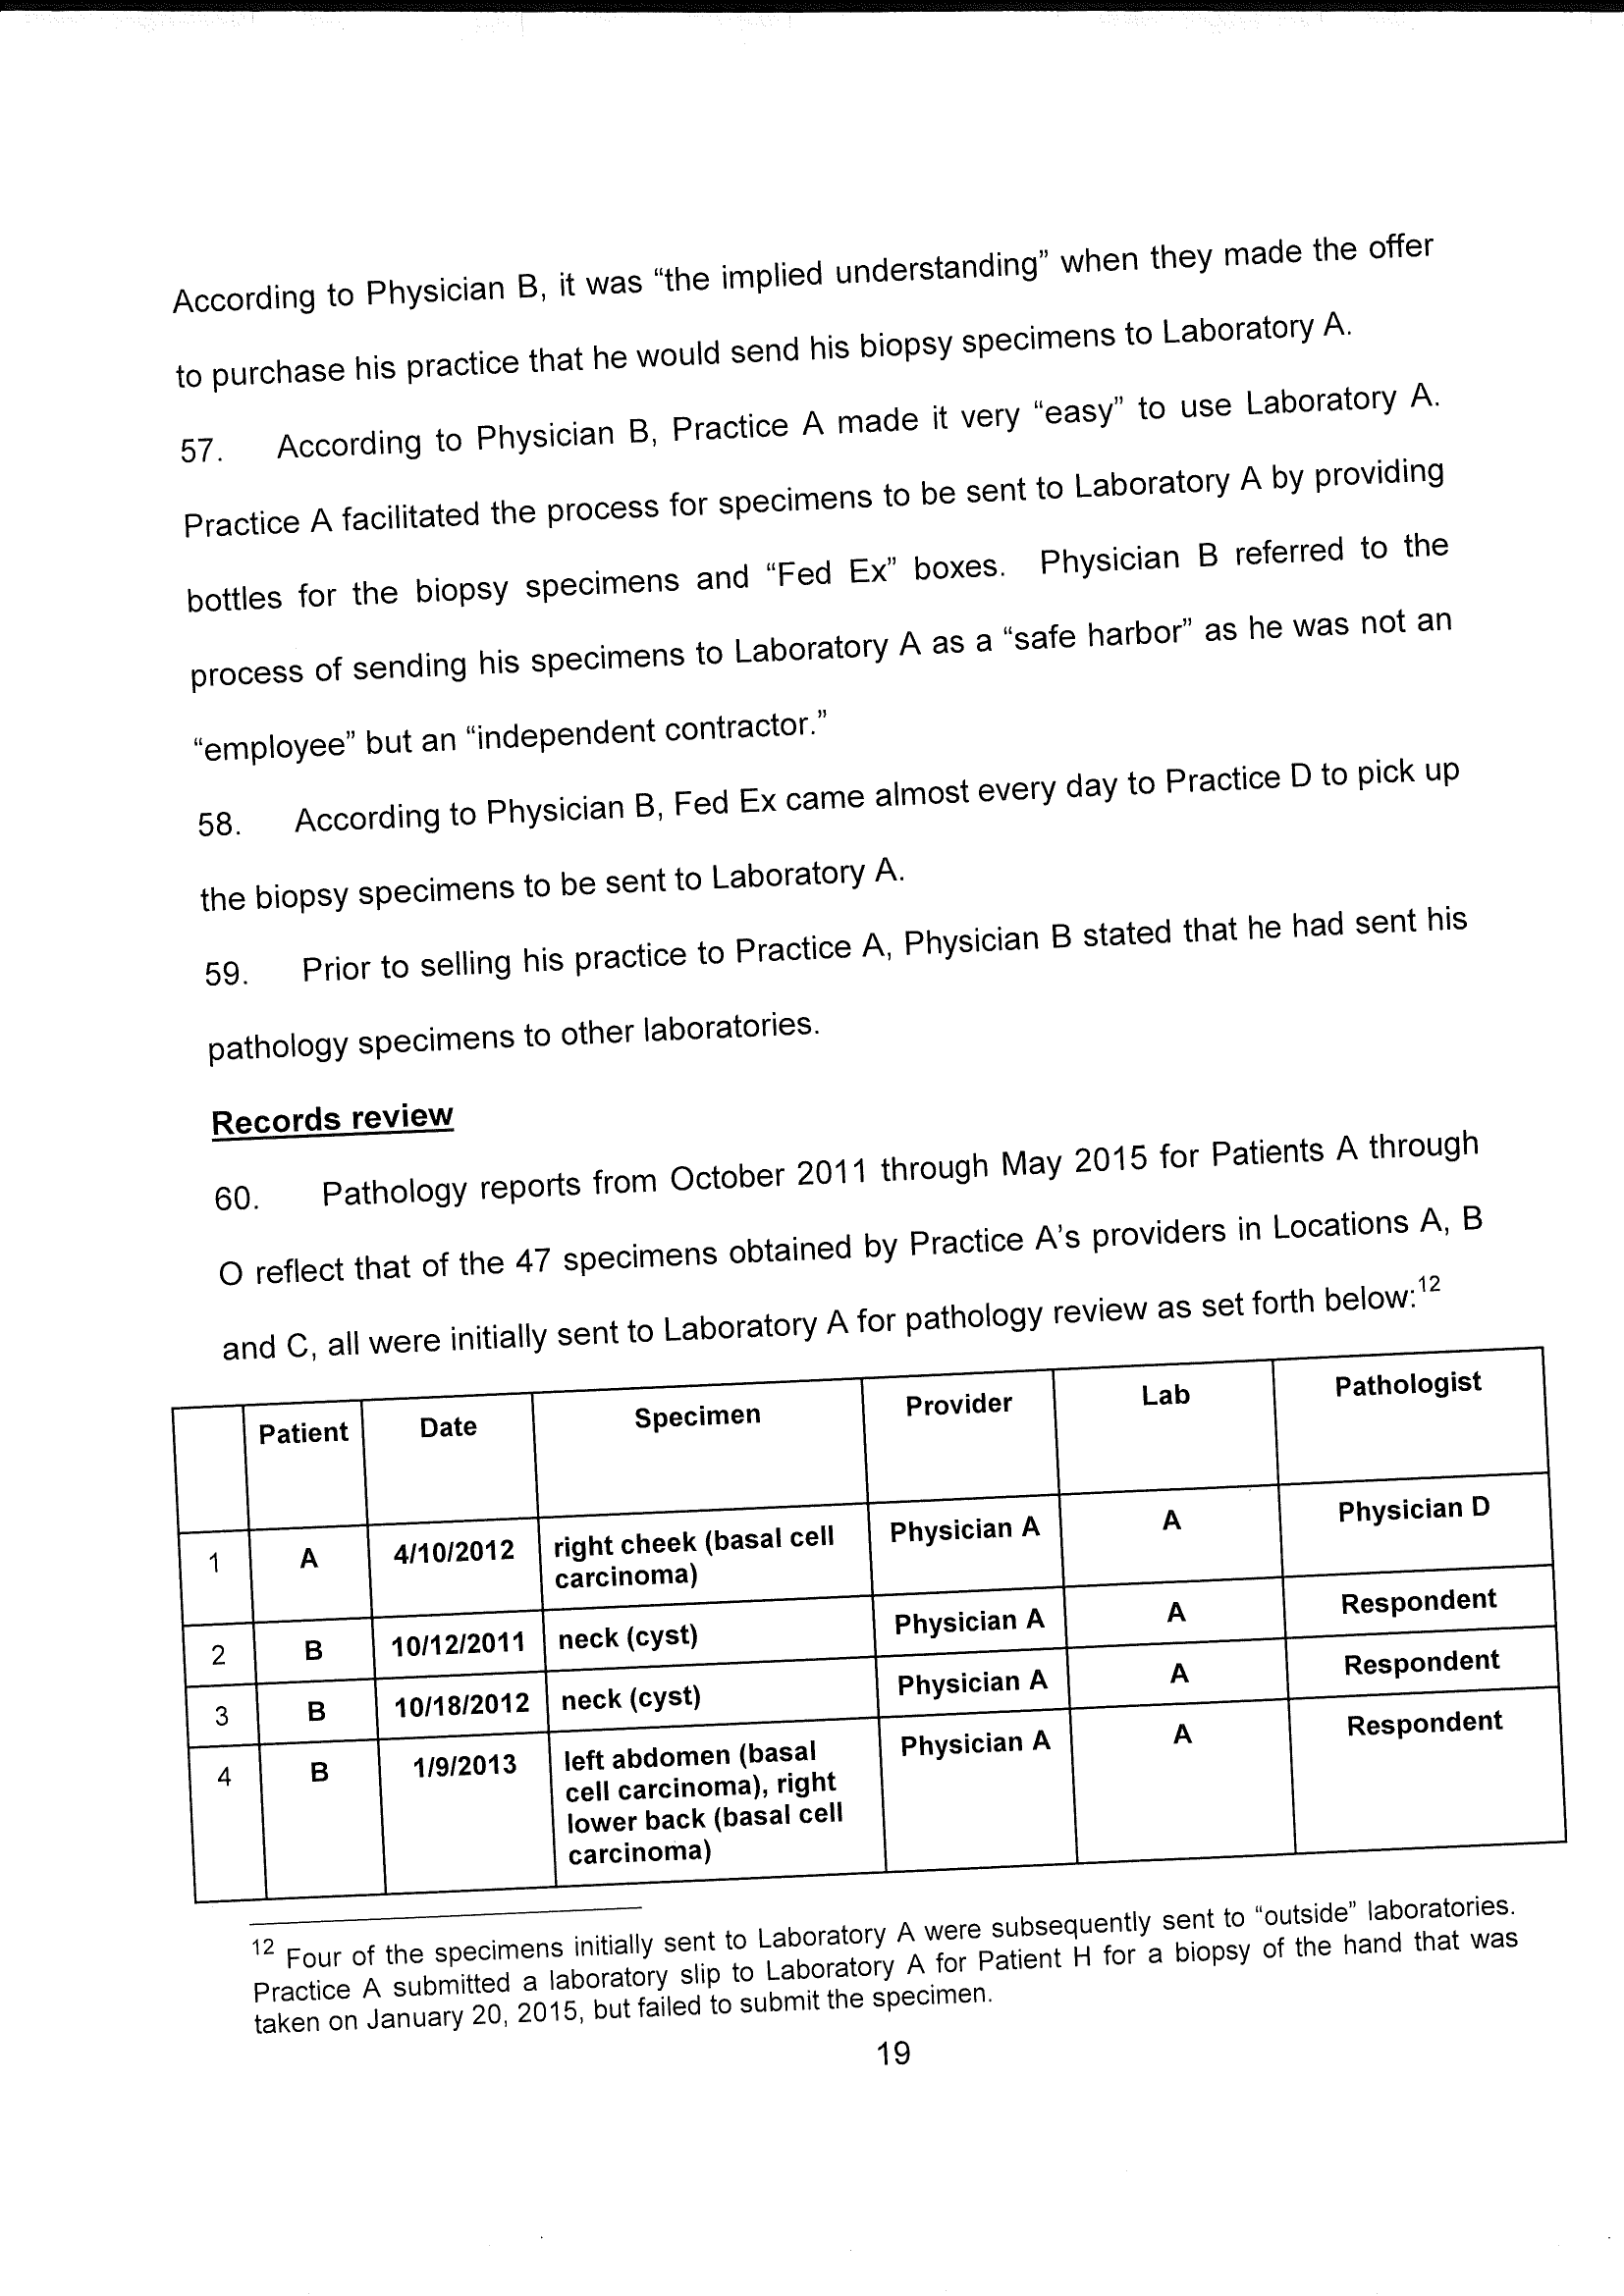 According to Physician B, it was “the implied understanding” when they made the offer
to purchase his practice that he would send his biopsy specimens to Laboratory A.
57. According to Physician B, Practice A made it very “easy” to use Laboratory A.
Practice A facilitated the process for specimens to be sent to Laboratory A by providing
bottles for the biopsy specimens and “Fed Ex” boxes. Physician B referred to the
process of sending his specimens to Laboratory A as a “safe harbor” as he was not an
“employee” but an “independent contractor.”
58. According to Physician B, Fed Ex came almost every day to Practice D to pick up
the biopsy specimens to be sent to Laboratory A.
59. Prior to selling his practice to Practice A, Physician B stated that he had sent his
pathology specimens to other laboratories.
Records review
60. Pathology reports from October 2011 through May 2015 for Patients A through
O reflect that of the 47 specimens obtained by Practice A’s providers in Locations A, B
and C, all were initially sent to Laboratory A for pathology review as set forth below:12
Patient Date Specimen Provider Lab Pathologist
1 A 4/10/2012 right cheek (basal cell Physician A A Physician D
carcinoma)
2 B 10/12/2011 neck (cyst) Physician A A Respondent
3 B 10/18/2012 neck (cyst) Physician A A Respondent
4 B 1/9/2013 left abdomen (basal Physician A A Respondent
cell carcinoma), right
lower back (basal cell
carcinoma)
12 Four of the specimens initially sent to Laboratory A were subsequently sent to “outside” laboratories.
Practice A submitted a laboratory slip to Laboratory A for Patient H for a biopsy of the hand that was
taken on January 20, 2015, but failed to submit the specimen.
19